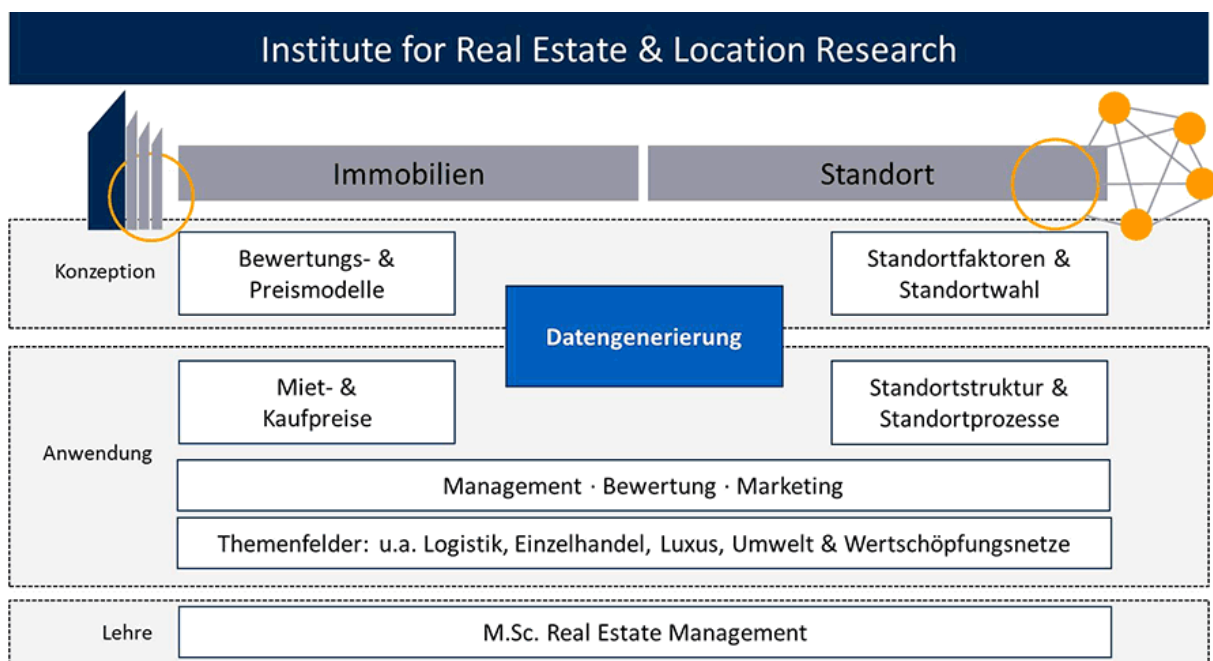 Institute for Real Estate & Location Research
Immobilien
Standort
Konzeption
Bewertungs- &
Preismodelle
Standortfaktoren &
Standortwahl
Datengenerierung
Anwendung
Miet- &
Kaufpreise
Standortstruktur &
Standortprozesse
Management · Bewertung · Marketing
Themenfelder: u.a. Logistik, Einzelhandel, Luxus, Umwelt & Wertschöpfungsnetze
Lehre
M.Sc. Real Estate Management